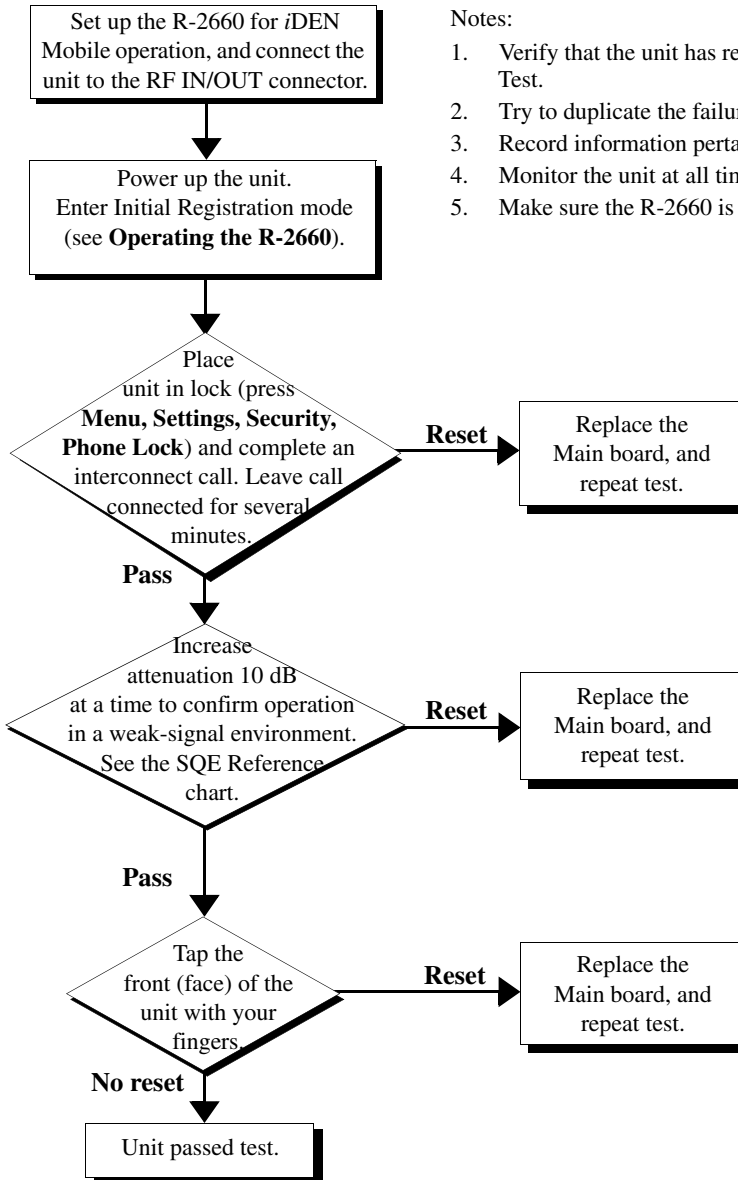 Set up the R-2660 for iDEN
Mobile operation, and connect the
unit to the RF IN/OUT connector.
Power up the unit.
Enter Initial Registration mode
(see Operating the R-2660).
Notes:
1. Verify that the unit has
Test.
2. Try to duplicate the
3. Record information
4. Monitor the unit at all
5. Make sure the R-2660 is
Place
unit in lock (press
Menu, Settings, Security,
Phone Lock) and complete an
interconnect call. Leave call
connected for several
minutes.
Reset
Replace the
Main board, and
repeat test.
Pass
Increase
attenuation 10 dB
at a time to confirm operation
in a weak-signal environment.
See the SQE Reference
chart.
Reset
Replace the
Main board, and
repeat test.
Pass
Tap the
front (face) of the
unit with your
fingers.
Reset
Replace the
Main board, and
repeat test.
No reset
Unit passed test.